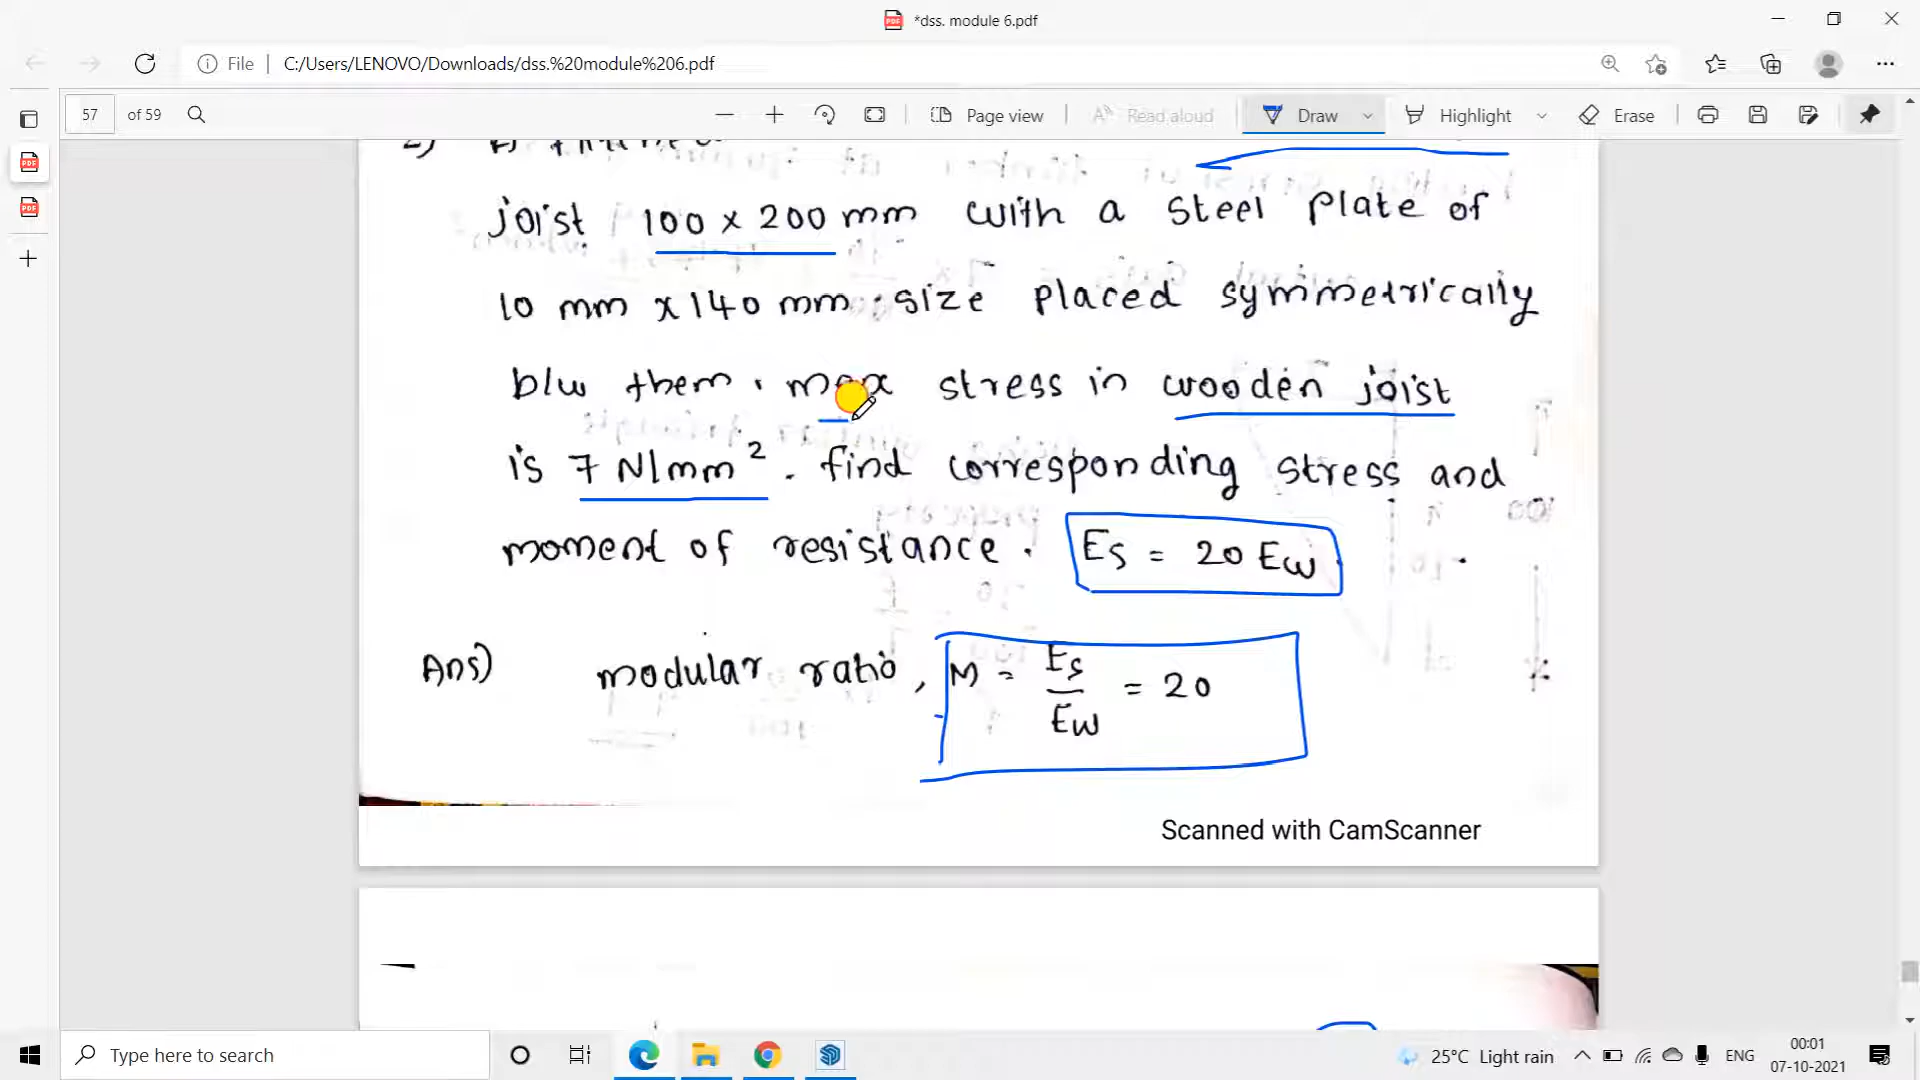 *dss. module 6.pdf
File C:/Users/LENOVO/Downloads/dss.%20module%206.pdf
57 of 59 Page view Read aloud Draw Highlight Erase
joist 100 x 200 mm with a steel plate of
10 mm x 140 mm. size placed symmetrically
b/w them. max stress in wooden joist
is 7 N/mm². find corresponding stress and
moment of resistance. Es = 20 Ew.
Ans) modular ratio, M = Es/Ew = 20
Scanned with CamScanner
Type here to search
25°C Light rain
ENG
00:01
07-10-2021